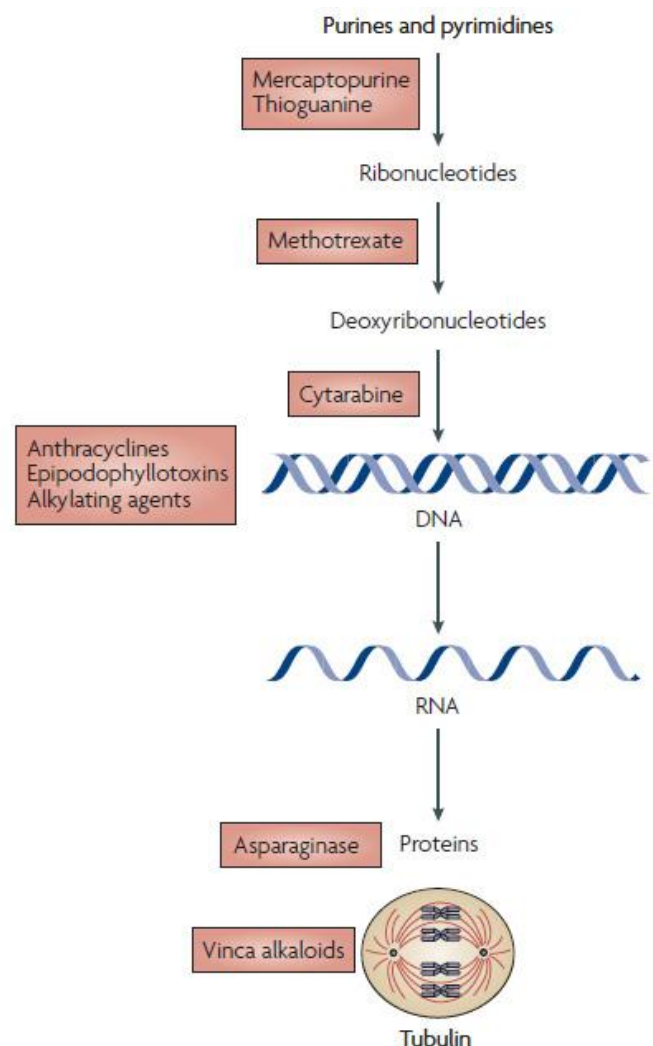 Purines and pyrimidines
Mercaptopurine
Thioguanine
Ribonucleotides
Methotrexate
Deoxyribonucleotides
Cytarabine
Anthracyclines
Epipodophyllotoxins
Alkylating agents
DNA
RNA
Asparaginase
Proteins
Vinca alkaloids
Tubulin